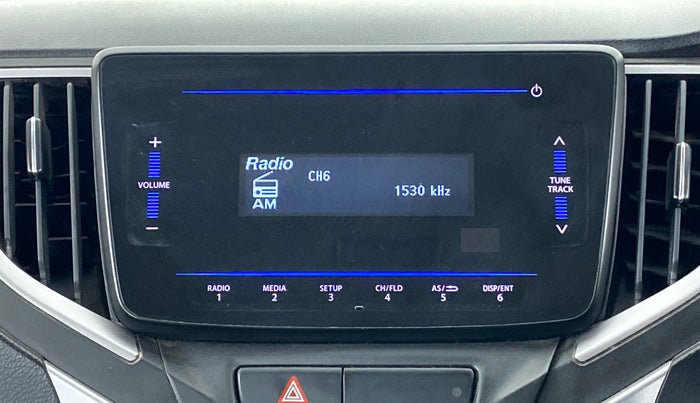 +
VOLUME
−
Radio
AM
CH6
1530 kHz
TUNE
TRACK
RADIO
1
MEDIA
2
SETUP
3
CH/FLD
4
AS/
5
DISP/ENT
6